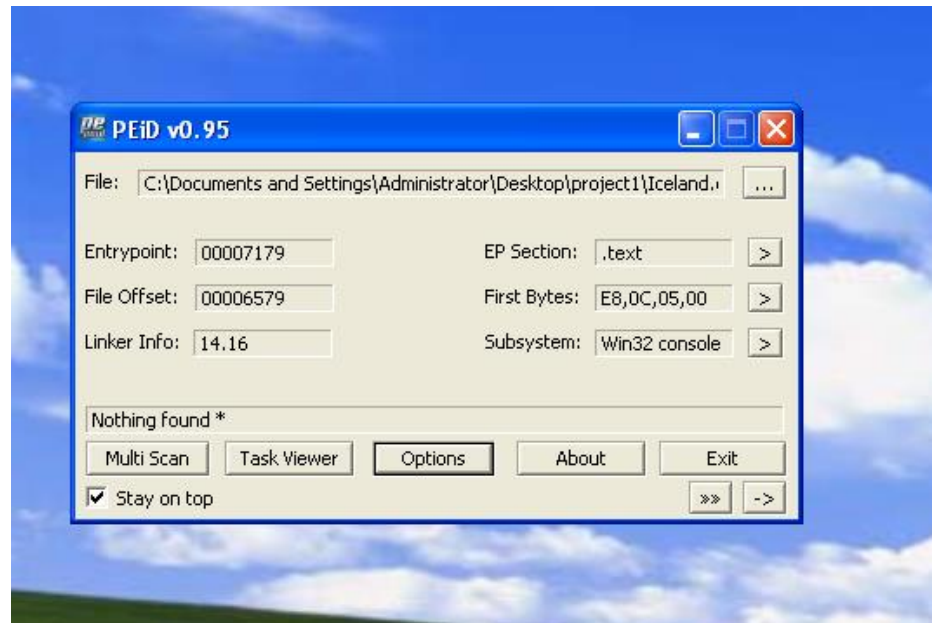 PEiD v0.95
File: C:\Documents and Settings\Administrator\Desktop\project1\Iceland. ...
Entrypoint: 00007179 EP Section: .text >
File Offset: 00006579 First Bytes: E8,0C,05,00 >
Linker Info: 14.16 Subsystem: Win32 console >
Nothing found *
Multi Scan Task Viewer Options About Exit
Stay on top »» ->